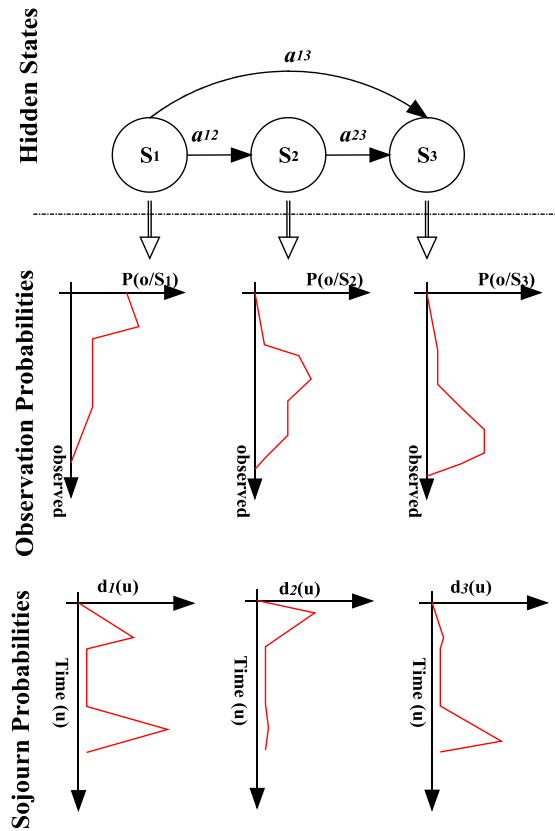 Hidden States
a13
a12
a23
S1
S2
S3
Observation Probabilities
P(o/S1)
P(o/S2)
P(o/S3)
observed
observed
observed
Sojourn Probabilities
d1(u)
d2(u)
d3(u)
Time (u)
Time (u)
Time (u)